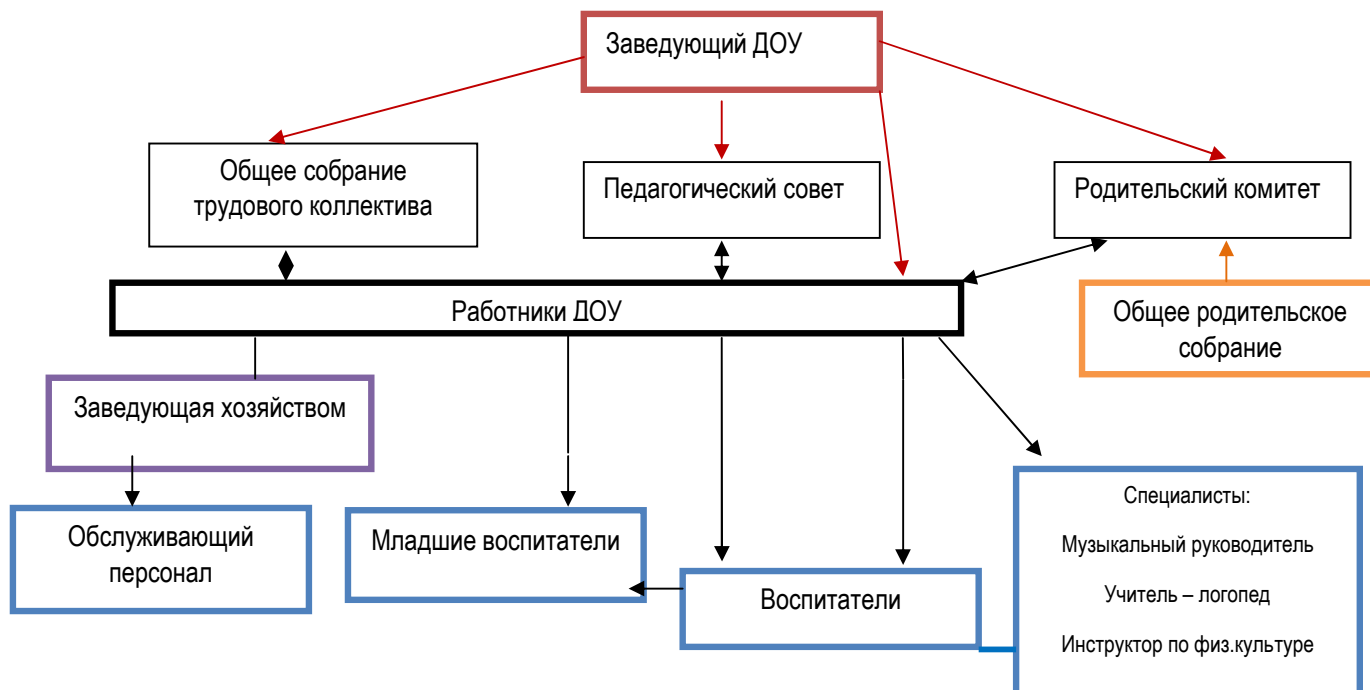 Заведующий ДОУ
Общее собрание
трудового коллектива
Педагогический совет
Родительский комитет
Работники ДОУ
Общее родительское
собрание
Заведующая хозяйством
Обслуживающий
персонал
Младшие воспитатели
Воспитатели
Специалисты:
Музыкальный руководитель
Учитель – логопед
Инструктор по физ.культуре